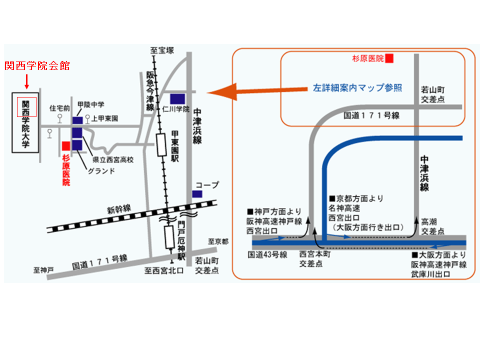 関西学院会館
関西学院大学
住宅前
甲陵中学
上甲東園
県立西宮高校
グランド
杉原医院
至宝塚
阪急今津線
仁川学院
中津浜線
甲東園駅
コープ
新幹線
門戸厄神駅
至京都
国道171号線
至神戸
至西宮北口
若山町
交差点
杉原医院
左詳細案内マップ参照
若山町
交差点
国道171号線
中津浜線
■神戸方面より
阪神高速神戸線
西宮出口
■京都方面より
名神高速
西宮出口
(大阪方面行き出口)
高潮
交差点
国道43号線
西宮本町
交差点
■大阪方面より
阪神高速神戸線
武庫川出口